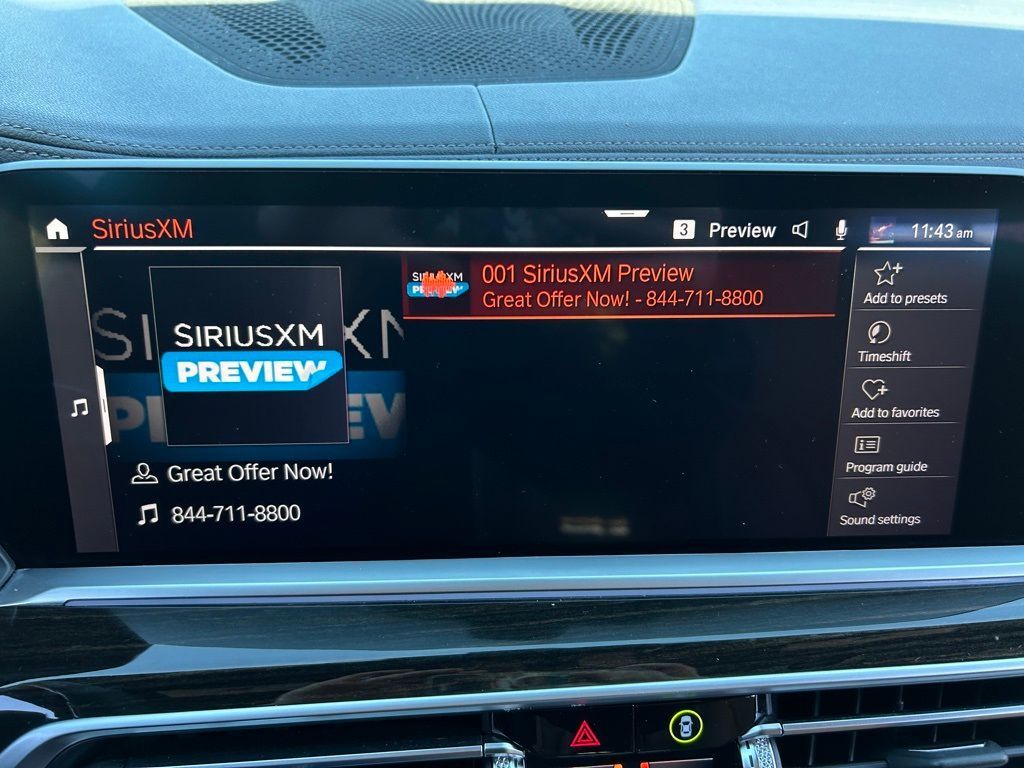 SiriusXM
3 Preview
11:43 am
SIRIUSXM
PREVIEW
001 SiriusXM Preview
Great Offer Now! - 844-711-8800
Great Offer Now!
844-711-8800
Add to presets
Timeshift
Add to favorites
Program guide
Sound settings